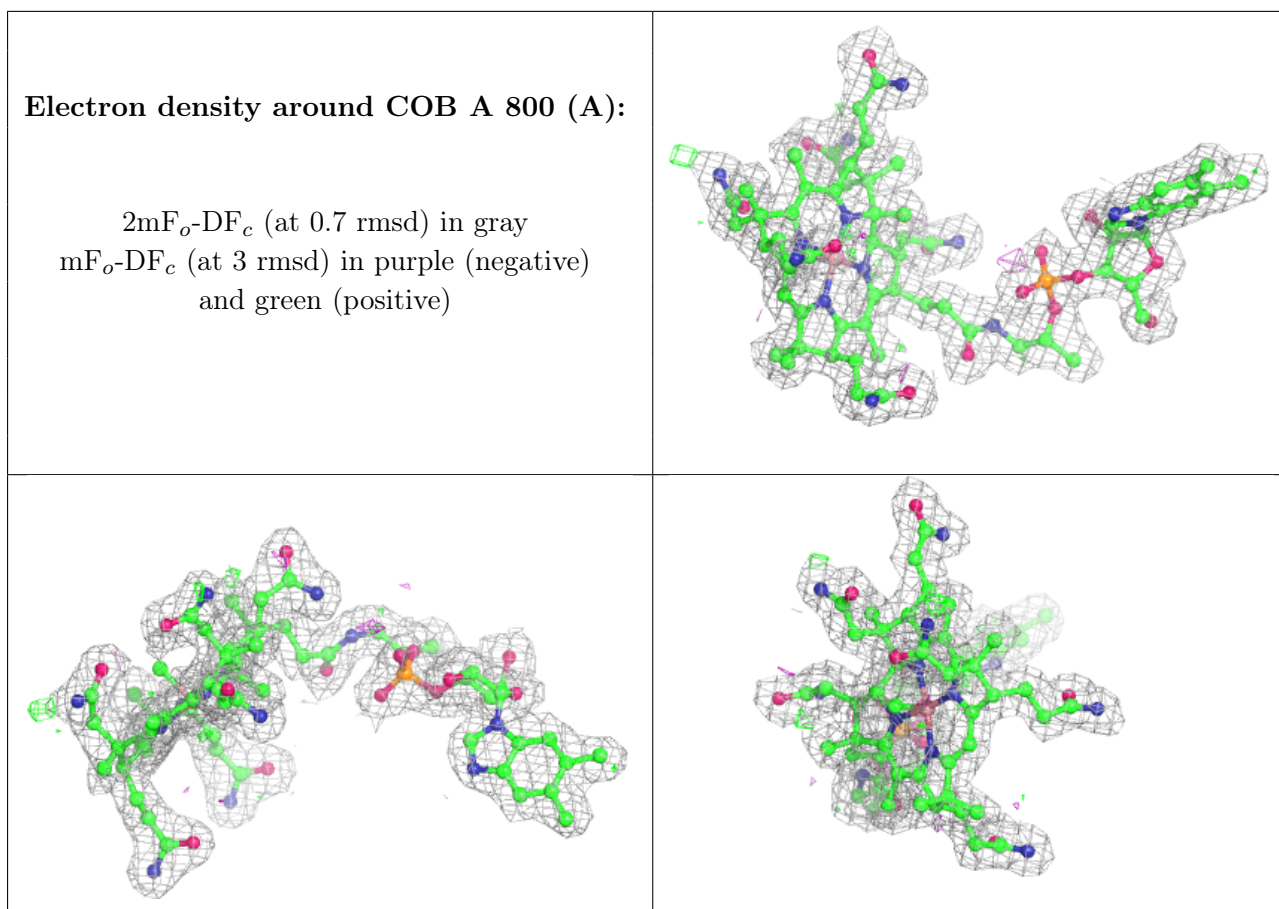 Electron density around COB A 800 (A):
2mFo-DFc (at 0.7 rmsd) in gray
mFo-DFc (at 3 rmsd) in purple (negative)
and green (positive)